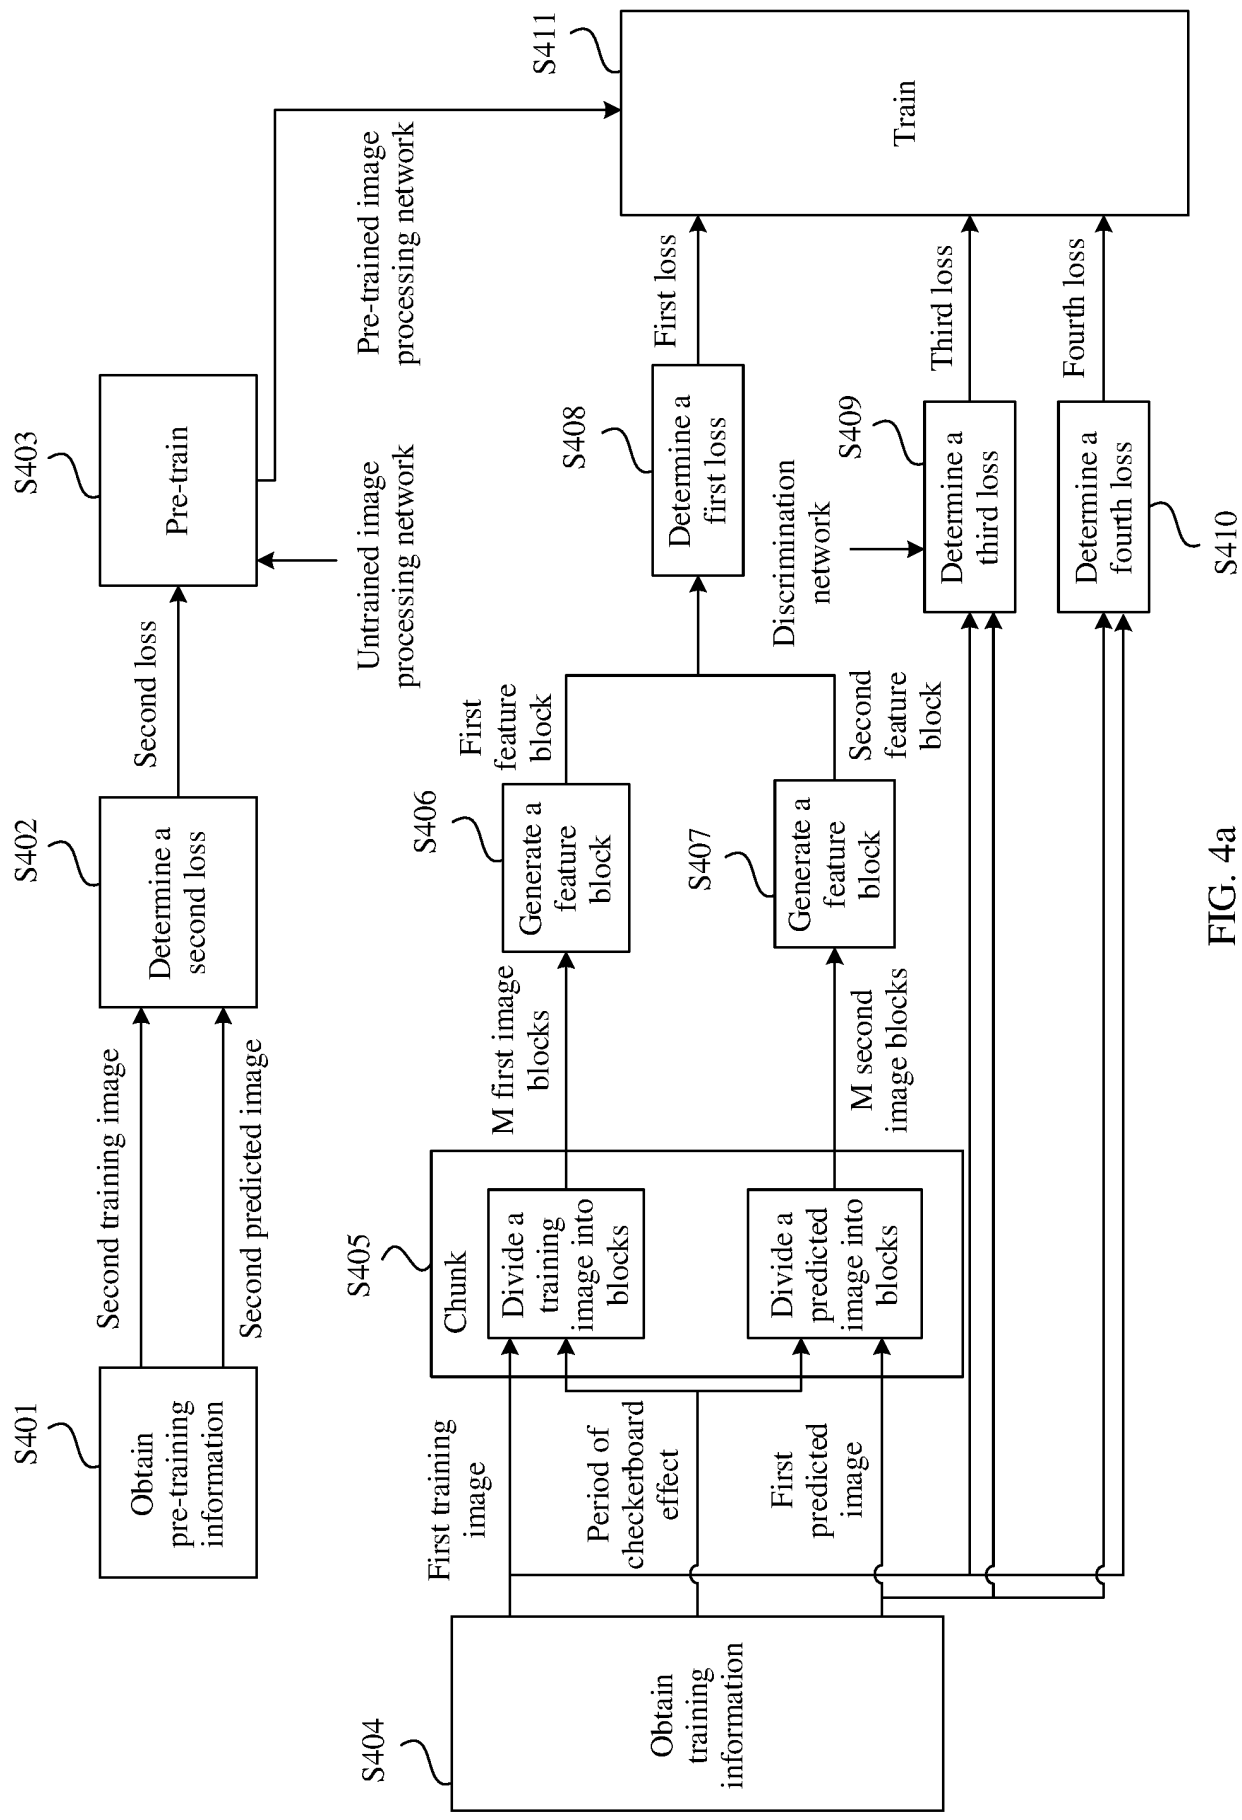 S401
Obtain
pre-training
information
Second training image
Second predicted image
S402
Determine a
second loss
Second loss
S403
Pre-train
Untrained image
processing network
Pre-trained image
processing network
S404
Obtain
training
information
First training
image
Period of
checkerboard
effect
First
predicted
image
S405
Chunk
Divide a
training
image into
blocks
Divide a
predicted
image into
blocks
M first image
blocks
M second
image blocks
S406
Generate a
feature
block
S407
Generate a
feature
block
First
feature
block
Second
feature
block
S408
Determine a
first loss
First loss
Discrimination
network
S409
Determine a
third loss
Third loss
Determine a
fourth loss
S410
Fourth loss
S411
Train
FIG. 4a